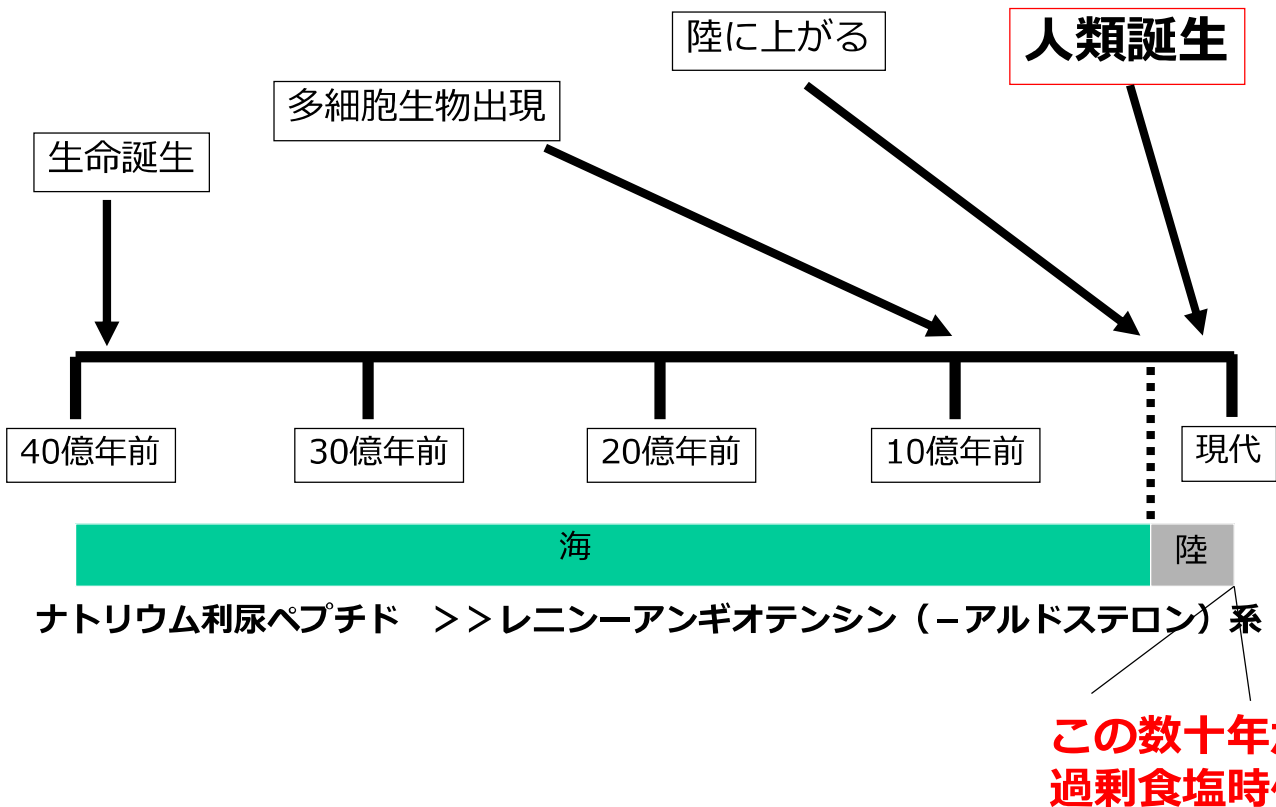 陸に上がる
人類誕生
多細胞生物出現
生命誕生
40億年前
30億年前
20億年前
10億年前
現代
海
陸
ナトリウム利尿ペプチド　＞＞レニンーアンギオテンシン（－アルドステロン）系
この数十年
過剰食塩時